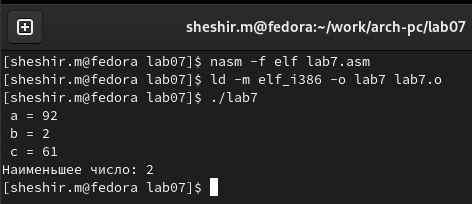 sheshir.m@fedora:~/work/arch-pc/lab07
[sheshir.m@fedora lab07]$ nasm -f elf lab7.asm
[sheshir.m@fedora lab07]$ ld -m elf_i386 -o lab7 lab7.o
[sheshir.m@fedora lab07]$ ./lab7
a = 92
b = 2
c = 61
Наименьшее число: 2
[sheshir.m@fedora lab07]$